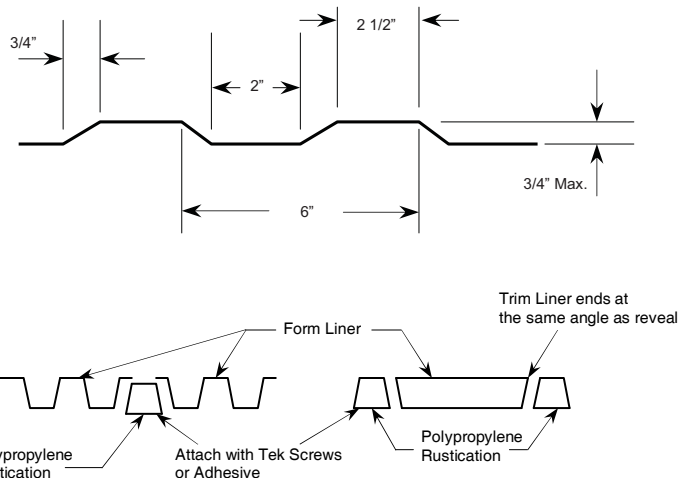 3/4"
2 1/2"
2"
3/4" Max.
6"
Trim Liner ends at
the same angle as reveal
Form Liner
Attach with Tek Screws
or Adhesive
Polypropylene
Rustication